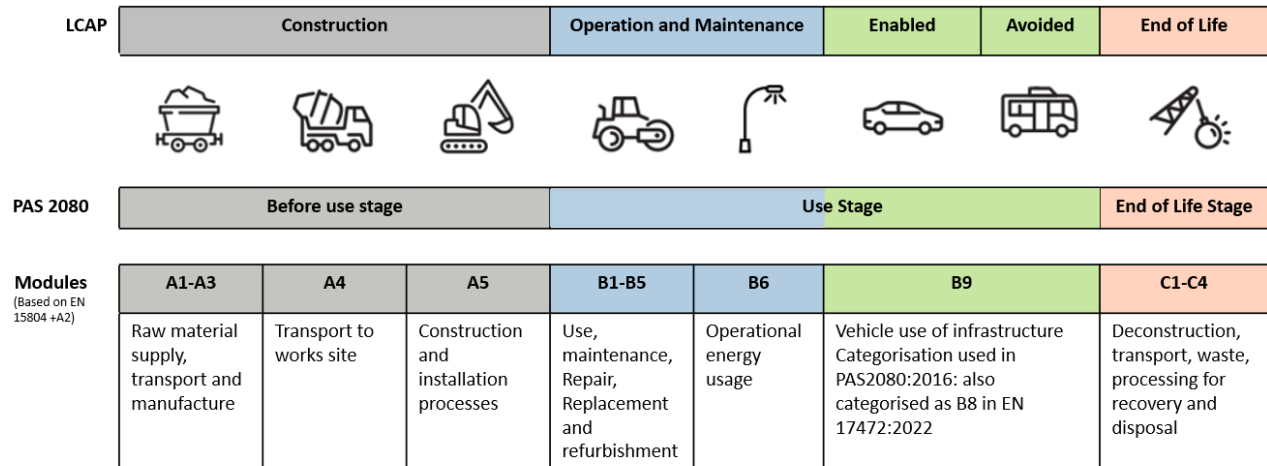 LCAP
Construction
Operation and Maintenance
Enabled
Avoided
End of Life
PAS 2080
Before use stage
Use Stage
End of Life Stage
Modules
(Based on EN
15804 +A2)
A1-A3
A4
A5
B1-B5
B6
B9
C1-C4
Raw material
supply,
transport and
manufacture
Transport to
works site
Construction
and
installation
processes
Use,
maintenance,
Repair,
Replacement
and
refurbishment
Operational
energy
usage
Vehicle use of infrastructure
Categorisation used in
PAS2080:2016: also
categorised as B8 in EN
17472:2022
Deconstruction,
transport, waste,
processing for
recovery and
disposal